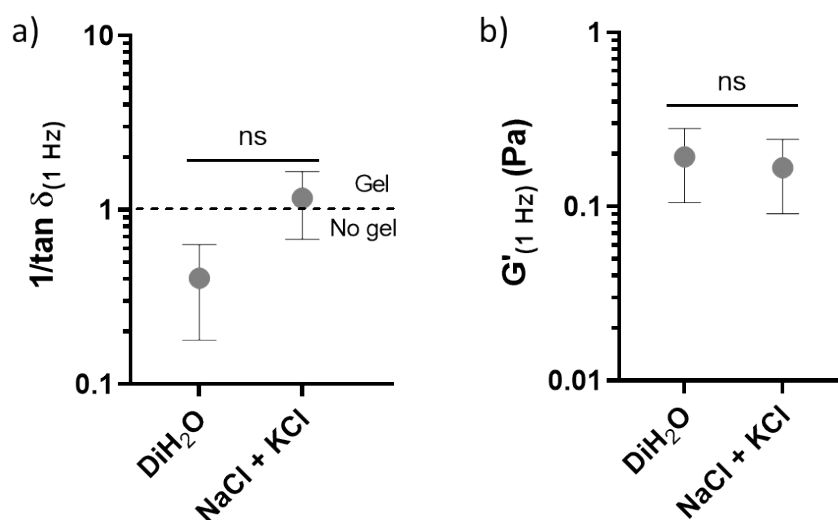 a)
1/tan δ(1 Hz)
10
1
0.1
ns
Gel
No gel
DiH₂O
NaCl + KCl
b)
G'(1 Hz) (Pa)
1
0.1
0.01
ns
DiH₂O
NaCl + KCl